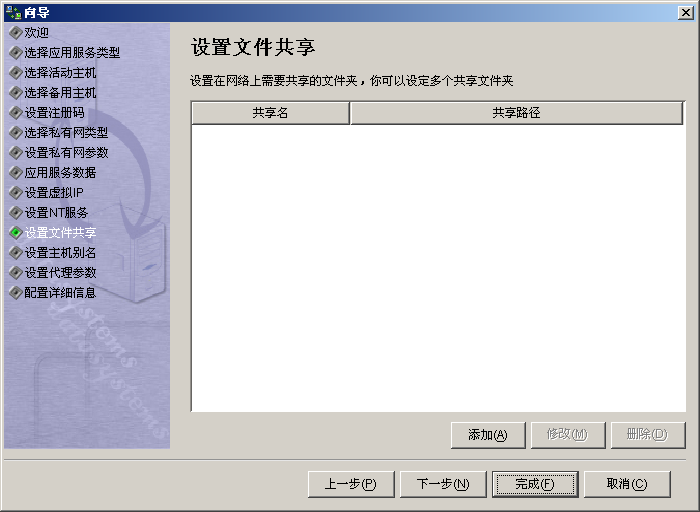 向导
欢迎
选择应用服务类型
选择活动主机
选择备用主机
设置注册码
选择私有网类型
设置私有网参数
应用服务数据
设置虚拟IP
设置NT服务
设置文件共享
设置主机别名
设置代理参数
配置详细信息
设置文件共享
设置在网络上需要共享的文件夹，你可以设定多个共享文件夹
共享名 共享路径
添加(A) 修改(M) 删除(D)
上一步(P) 下一步(N) 完成(F) 取消(C)